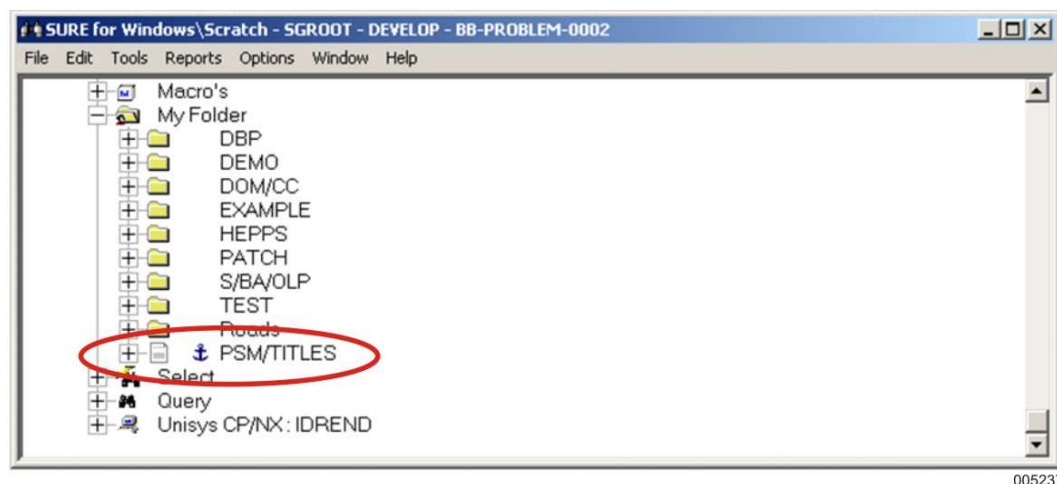 SURE for Windows\Scratch - SGROOT - DEVELOP - BB-PROBLEM-0002
File Edit Tools Reports Options Window Help
Macro's
My Folder
DBP
DEMO
DOM/CC
EXAMPLE
HEPPS
PATCH
S/BA/OLP
TEST
Roads
PSM/TITLES
Select
Query
Unisys CP/NX : IDREND